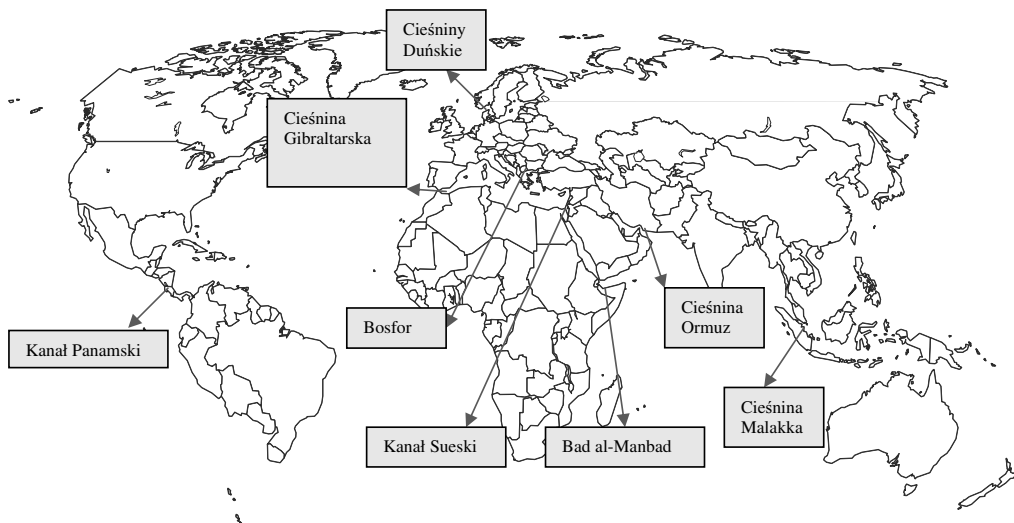 Cieśniny
Duńskie
Cieśnina
Gibraltarska
Bosfor
Cieśnina
Ormuz
Kanał Panamski
Cieśnina
Malakka
Kanał Sueski
Bad al-Manbad